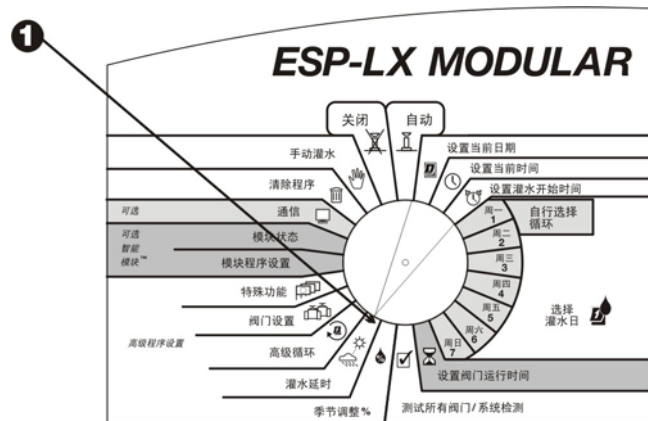 1
ESP-LX MODULAR
关闭
自动
手动灌水
设置当前日期
清除程序
设置当前时间
设置灌水开始时间
可选
通信
周一
1
自行选择
循环
可选
智能
模块™
模块状态
周二
2
模块程序设置
周三
3
特殊功能
周四
4
阀门设置
周五
5
选择
灌水日
高级程序设置
高级循环
周六
6
周日
7
灌水延时
设置阀门运行时间
季节调整%
测试所有阀门/系统检测